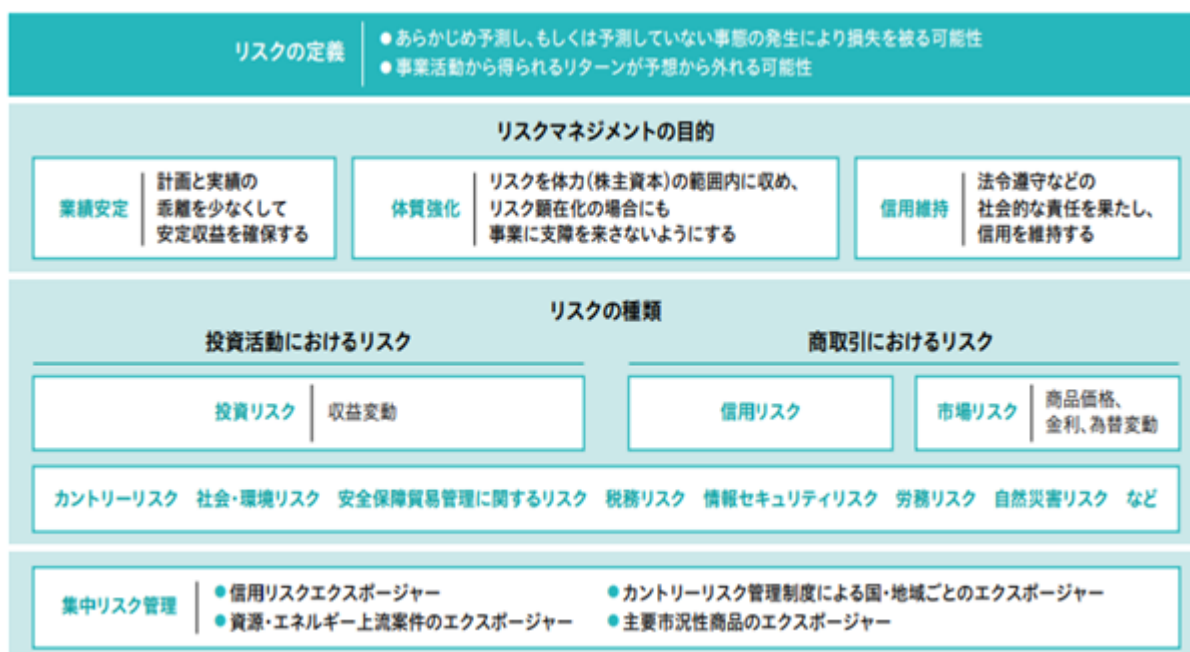 リスクの定義
●あらかじめ予測し、もしくは予測していない事態の発生により損失を被る可能性
●事業活動から得られるリターンが予想から外れる可能性
リスクマネジメントの目的
業績安定
計画と実績の
乖離を少なくして
安定収益を確保する
体質強化
リスクを体力(株主資本)の範囲内に収め、
リスク顕在化の場合にも
事業に支障を来さないようにする
信用維持
法令遵守などの
社会的な責任を果たし、
信用を維持する
リスクの種類
投資活動におけるリスク
商取引におけるリスク
投資リスク
収益変動
信用リスク
市場リスク
商品価格、
金利、為替変動
カントリーリスク 社会・環境リスク 安全保障貿易管理に関するリスク 税務リスク 情報セキュリティリスク 労務リスク 自然災害リスク など
集中リスク管理
●信用リスクエクスポージャー
●資源・エネルギー上流案件のエクスポージャー
●カントリーリスク管理制度による国・地域ごとのエクスポージャー
●主要市況性商品のエクスポージャー